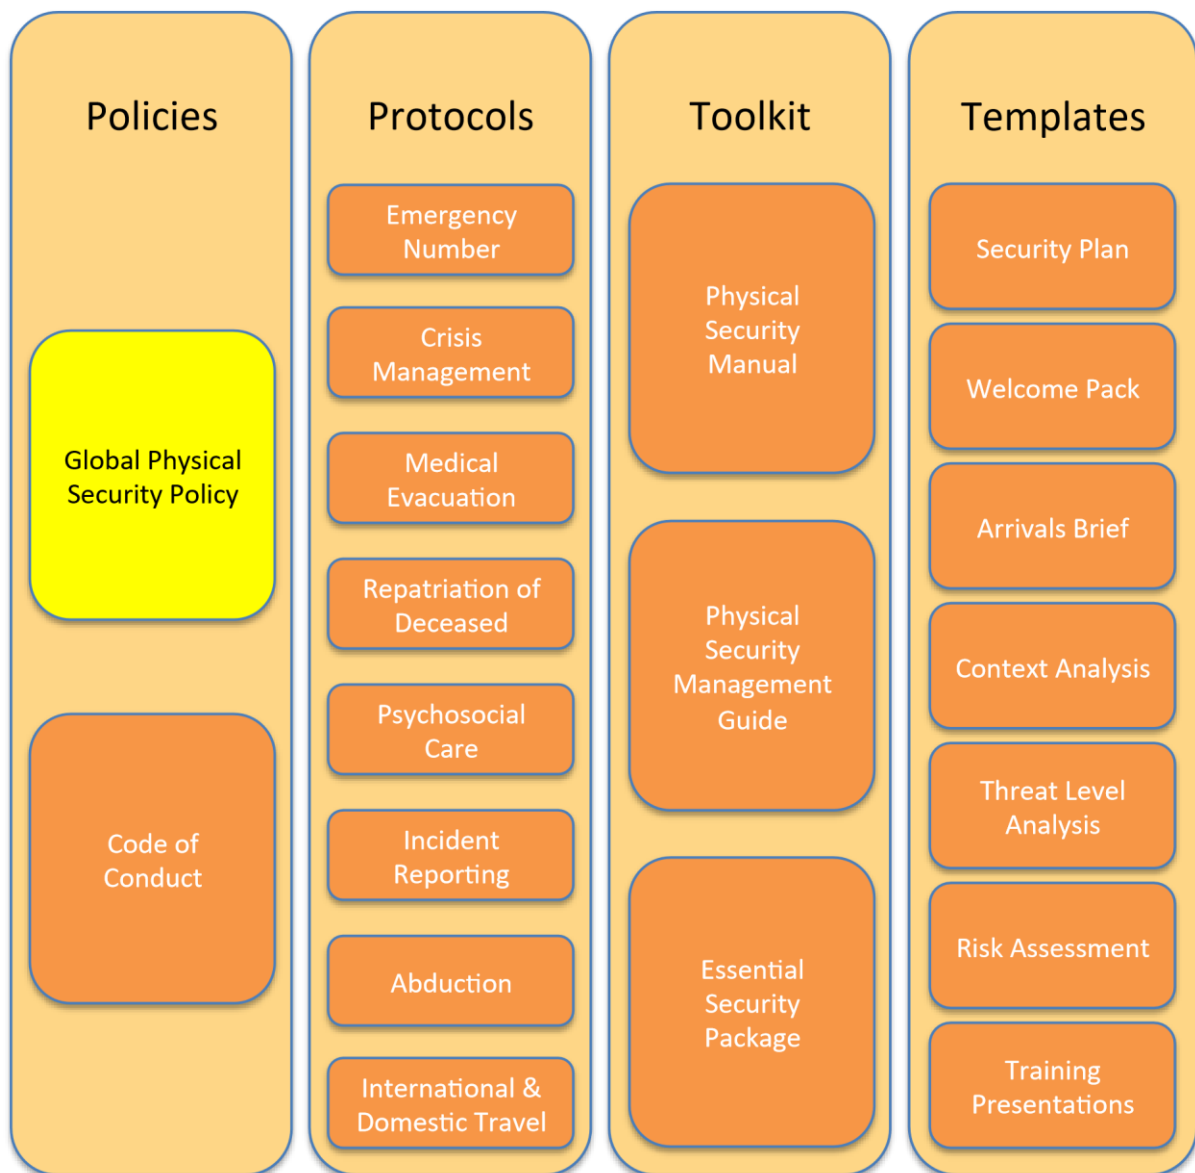 Policies
Global Physical
Security Policy
Code of
Conduct
Protocols
Emergency
Number
Crisis
Management
Medical
Evacuation
Repatriation of
Deceased
Psychosocial
Care
Incident
Reporting
Abduction
International &
Domestic Travel
Toolkit
Physical
Security
Manual
Physical
Security
Management
Guide
Essential
Security
Package
Templates
Security Plan
Welcome Pack
Arrivals Brief
Context Analysis
Threat Level
Analysis
Risk Assessment
Training
Presentations